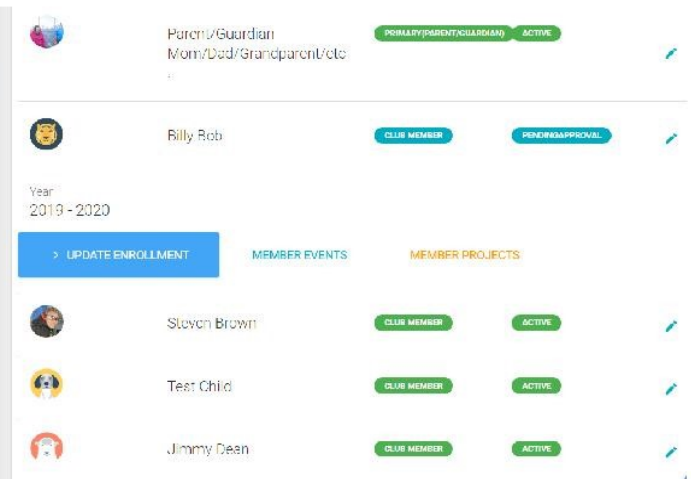 Parent/Guardian PRIMARY(PARENT/GUARDIAN) ACTIVE
Mom/Dad/Grandparent/etc
.
Billy Bob CLUB MEMBER PENDINGAPPROVAL
Year
2019 - 2020
> UPDATE ENROLLMENT MEMBER EVENTS MEMBER PROJECTS
Steven Brown CLUB MEMBER ACTIVE
Test Child CLUB MEMBER ACTIVE
Jimmy Dean CLUB MEMBER ACTIVE